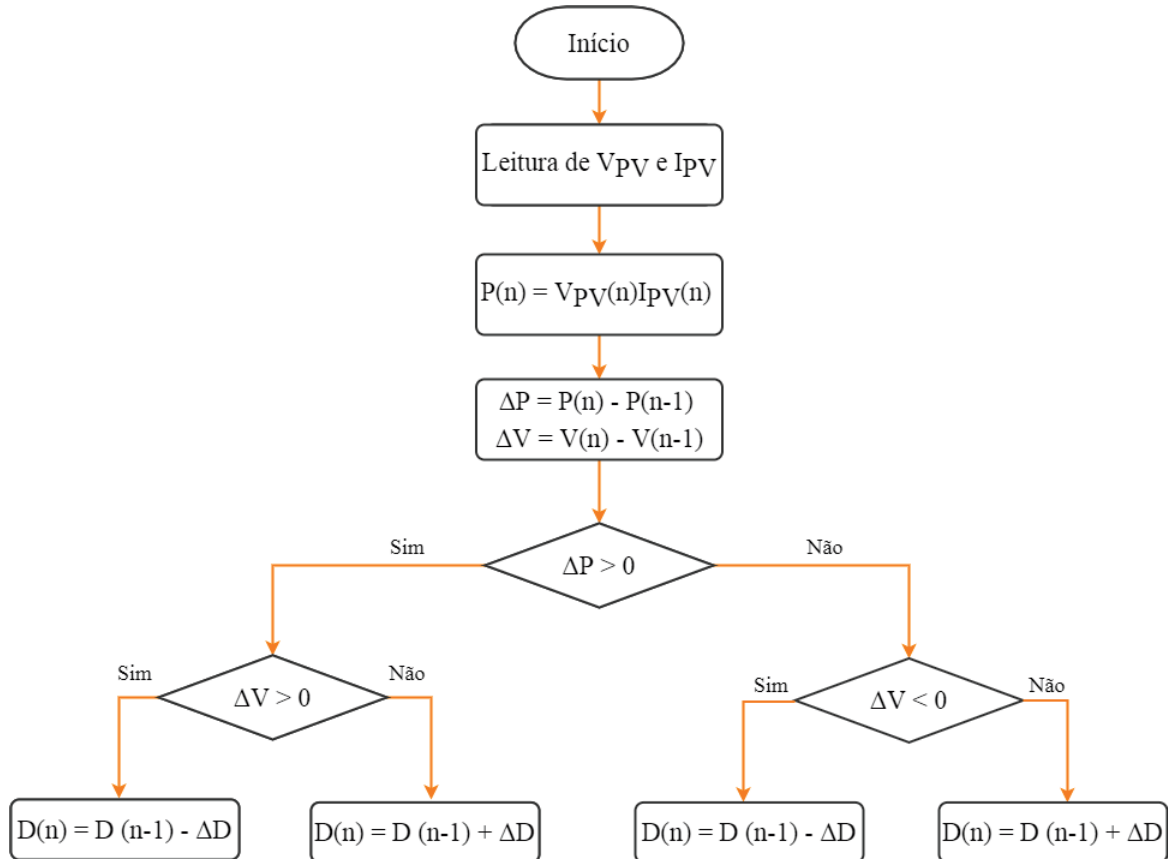 Início
Leitura de VPV e IPV
P(n) = VPV(n)IPV(n)
ΔP = P(n) - P(n-1)
ΔV = V(n) - V(n-1)
Sim
ΔP > 0
Não
Sim
ΔV > 0
Não
Sim
ΔV < 0
Não
D(n) = D (n-1) - ΔD
D(n) = D (n-1) + ΔD
D(n) = D (n-1) - ΔD
D(n) = D (n-1) + ΔD